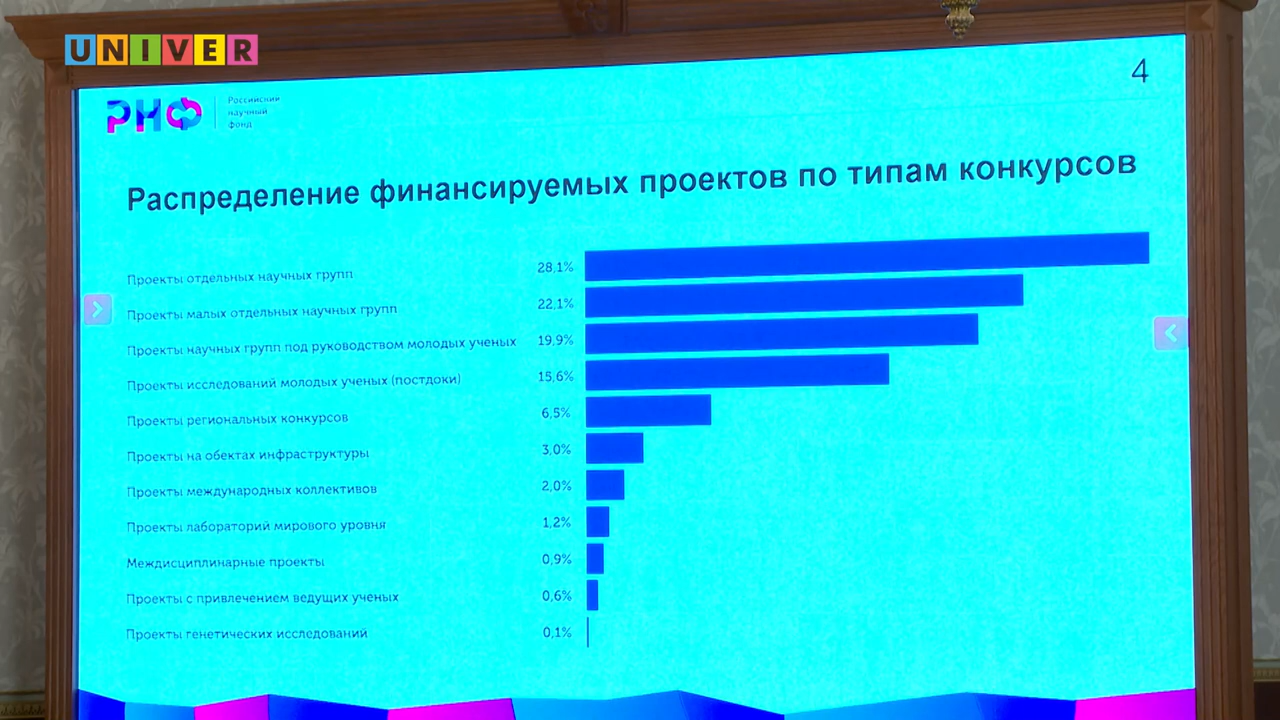 UNIVER
4
РНФ
Российский
научный
фонд
Распределение финансируемых проектов по типам конкурсов
Проекты отдельных научных групп 28,1%
Проекты малых отдельных научных групп 22,1%
Проекты научных групп под руководством молодых ученых 19,9%
Проекты исследований молодых ученых (постдоки) 15,6%
Проекты региональных конкурсов 6,5%
Проекты на обектах инфраструктуры 3,0%
Проекты международных коллективов 2,0%
Проекты лабораторий мирового уровня 1,2%
Междисциплинарные проекты 0,9%
Проекты с привлечением ведущих ученых 0,6%
Проекты генетических исследований 0,1%